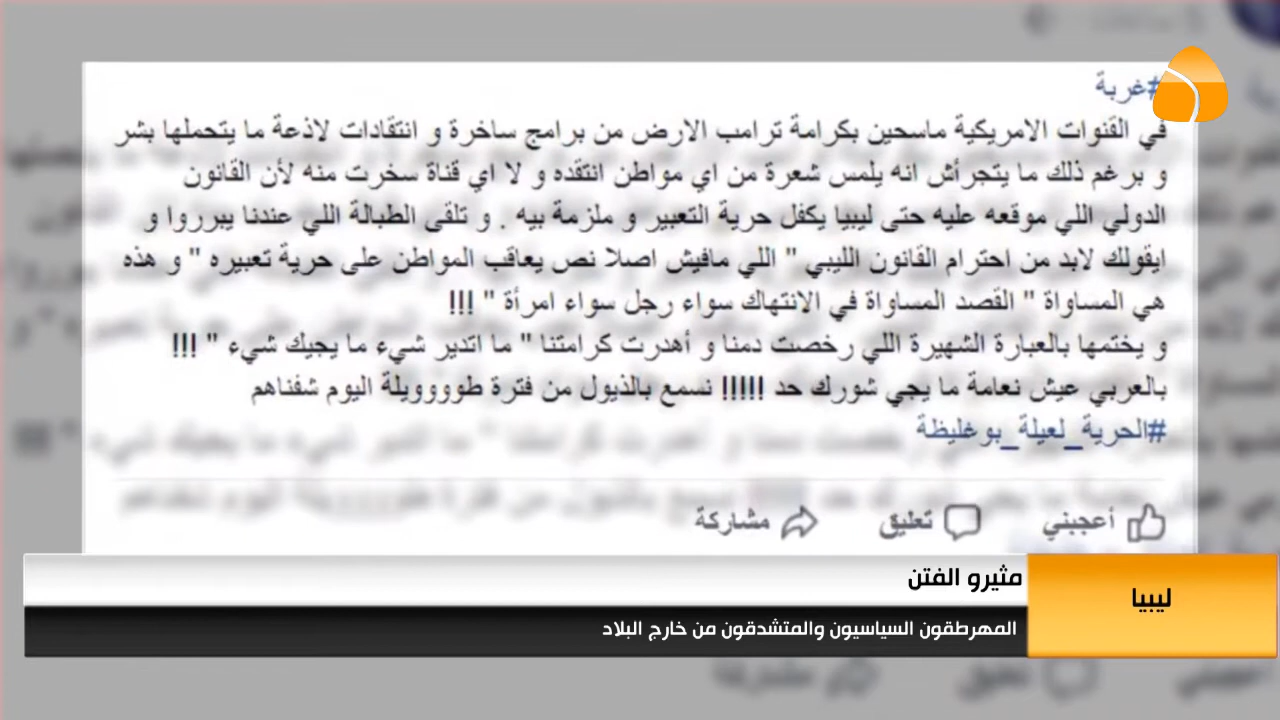 #غربة
في القنوات الامريكية ماسحين بكرامة ترامب الارض من برامج ساخرة و انتقادات لاذعة ما يتحملها بشر
و برغم ذلك ما يتجرأش انه يلمس شعرة من اي مواطن انتقده و لا اي قناة سخرت منه لأن القانون
الدولي اللي موقعه عليه حتى ليبيا يكفل حرية التعبير و ملزمة بيه . و تلقى الطبالة اللي عندنا يبرروا و
ايقولك لابد من احترام القانون الليبي " اللي مافيش اصلا نص يعاقب المواطن على حرية تعبيره " و هذه
هي المساواة " القصد المساواة في الانتهاك سواء رجل سواء امرأة " !!!
و يختمها بالعبارة الشهيرة اللي رخصت دمنا و أهدرت كرامتنا " ما اتدير شيء ما يجيك شيء " !!!
بالعربي عيش نعامة ما يجي شورك حد !!!!! نسمع بالذيول من فترة طوووويلة اليوم شفناهم
#الحرية_لعيلة_بوغليظة
أعجبني تعليق مشاركة
مثيرو الفتن
ليبيا
المهرطقون السياسيون والمتشدقون من خارج البلاد